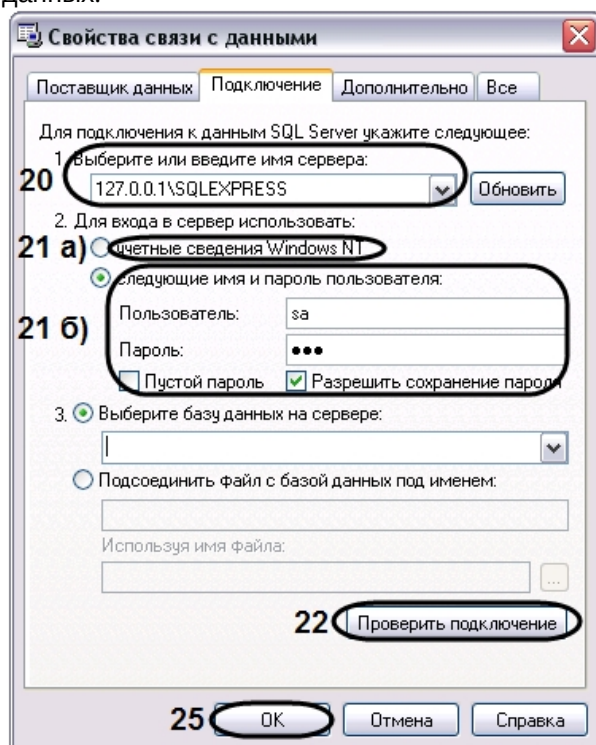 данных.
Свойства связи с данными
Поставщик данных Подключение Дополнительно Все
Для подключения к данным SQL Server укажите следующее:
1. Выберите или введите имя сервера:
20 127.0.0.1\SQLEXPRESS Обновить
2. Для входа в сервер использовать:
21 а) учетные сведения Windows NT
следующие имя и пароль пользователя:
21 б) Пользователь: sa
Пароль: •••
Пустой пароль Разрешить сохранение пароля
3. Выберите базу данных на сервере:
Подсоединить файл с базой данных под именем:
Используя имя файла:
...
22 Проверить подключение
25 OK Отмена Справка